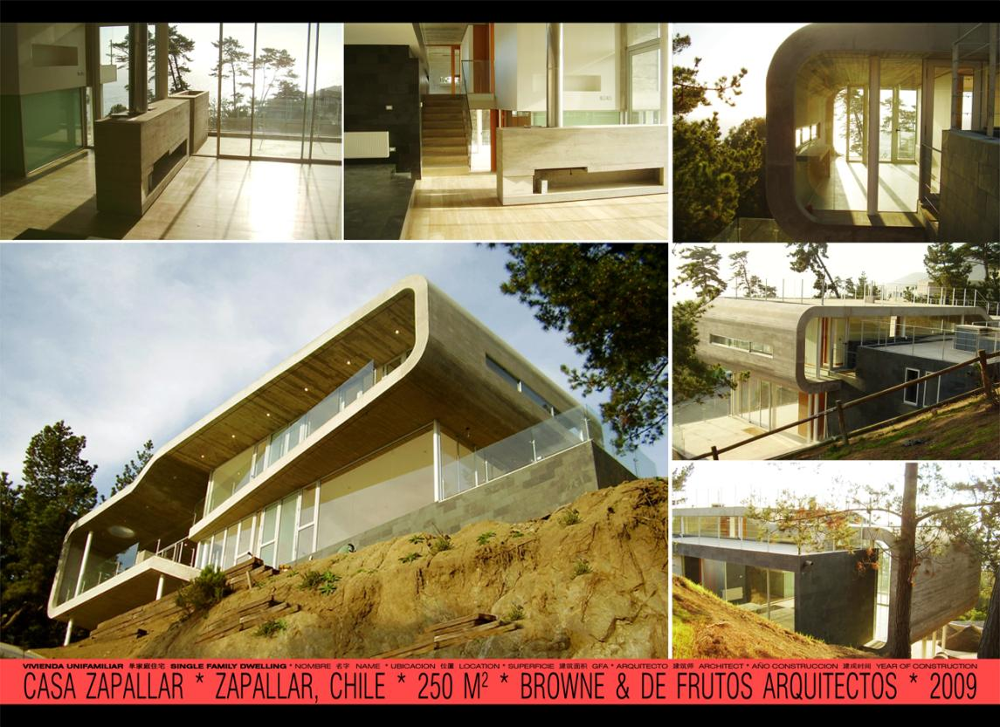 VIVIENDA UNIFAMILIAR 单家庭住宅 SINGLE FAMILY DWELLING * NOMBRE 名字 NAME * UBICACION 位置 LOCATION * SUPERFICIE 建筑面积 GFA * ARQUITECTO 建筑师 ARCHITECT * AÑO CONSTRUCCION 建成时间 YEAR OF CONSTRUCTION
CASA ZAPALLAR * ZAPALLAR, CHILE * 250 M² * BROWNE & DE FRUTOS ARQUITECTOS * 2009